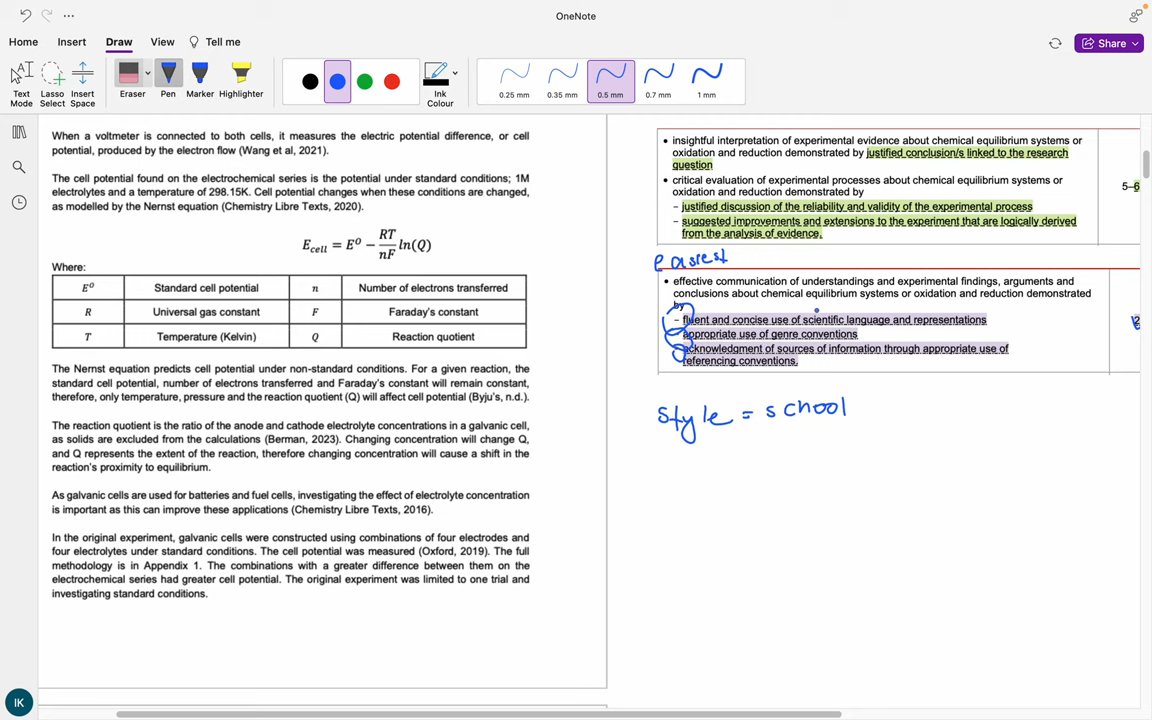 OneNote
Home Insert Draw View Tell me
Share
Text Mode
Lasso Select
Insert Space
Eraser
Pen
Marker
Highlighter
Ink Colour
0.25 mm
0.35 mm
0.5 mm
0.7 mm
1 mm
When a voltmeter is connected to both cells, it measures the electric potential difference, or cell
potential, produced by the electron flow (Wang et al, 2021).
The cell potential found on the electrochemical series is the potential under standard conditions; 1M
electrolytes and a temperature of 298.15K. Cell potential changes when these conditions are changed,
as modelled by the Nernst equation (Chemistry Libre Texts, 2020).
E_cell = E^O − RT/nF ln(Q)
Where:
E^O Standard cell potential n Number of electrons transferred
R Universal gas constant F Faraday's constant
T Temperature (Kelvin) Q Reaction quotient
The Nernst equation predicts cell potential under non-standard conditions. For a given reaction, the
standard cell potential, number of electrons transferred and Faraday's constant will remain constant,
therefore, only temperature, pressure and the reaction quotient (Q) will affect cell potential (Byju's, n.d.).
The reaction quotient is the ratio of the anode and cathode electrolyte concentrations in a galvanic cell,
as solids are excluded from the calculations (Berman, 2023). Changing concentration will change Q,
and Q represents the extent of the reaction, therefore changing concentration will cause a shift in the
reaction's proximity to equilibrium.
As galvanic cells are used for batteries and fuel cells, investigating the effect of electrolyte concentration
is important as this can improve these applications (Chemistry Libre Texts, 2016).
In the original experiment, galvanic cells were constructed using combinations of four electrodes and
four electrolytes under standard conditions. The cell potential was measured (Oxford, 2019). The full
methodology is in Appendix 1. The combinations with a greater difference between them on the
electrochemical series had greater cell potential. The original experiment was limited to one trial and
investigating standard conditions.
• insightful interpretation of experimental evidence about chemical equilibrium systems or
oxidation and reduction demonstrated by justified conclusion/s linked to the research
question
• critical evaluation of experimental processes about chemical equilibrium systems or
oxidation and reduction demonstrated by
− justified discussion of the reliability and validity of the experimental process
− suggested improvements and extensions to the experiment that are logically derived
from the analysis of evidence.
5–6
easiest
• effective communication of understandings and experimental findings, arguments and
conclusions about chemical equilibrium systems or oxidation and reduction demonstrated
by
− fluent and concise use of scientific language and representations
appropriate use of genre conventions
acknowledgment of sources of information through appropriate use of
referencing conventions.
style = school
IK